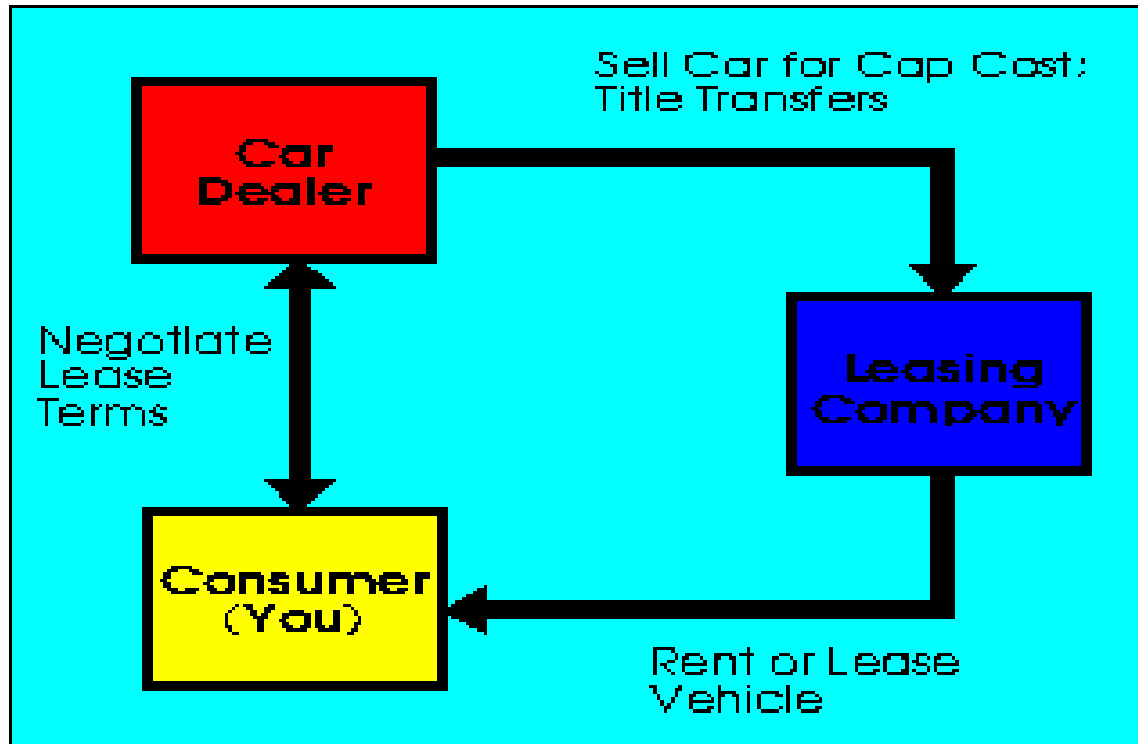 Sell Car for Cap Cost;
Title Transfers
Car
Dealer
Negotiate
Lease
Terms
Leasing
Company
Consumer
(You)
Rent or Lease
Vehicle